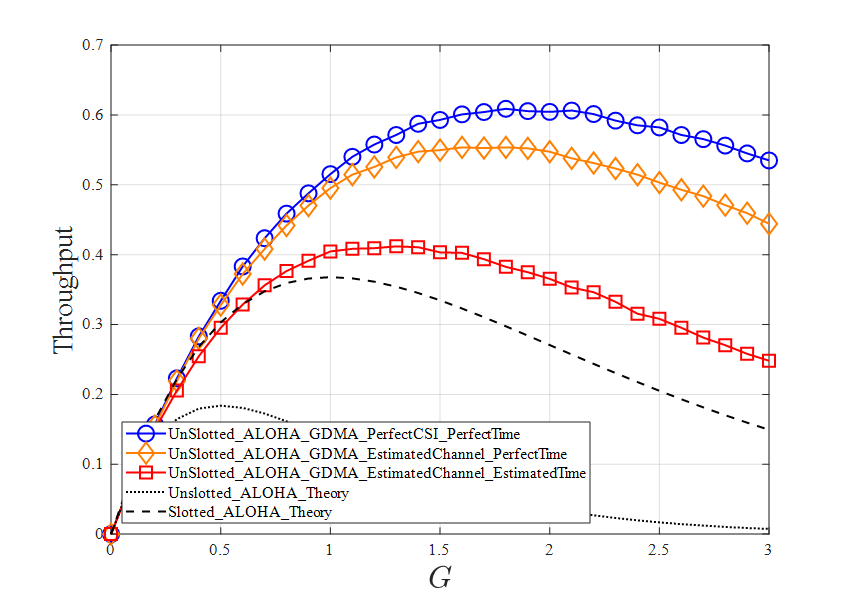 0.7
0.6
0.5
0.4
0.3
0.2
0.1
0
Throughput
UnSlotted_ALOHA_GDMA_PerfectCSI_PerfectTime
UnSlotted_ALOHA_GDMA_EstimatedChannel_PerfectTime
UnSlotted_ALOHA_GDMA_EstimatedChannel_EstimatedTime
Unslotted_ALOHA_Theory
Slotted_ALOHA_Theory
0 0.5 1 1.5 2 2.5 3
G